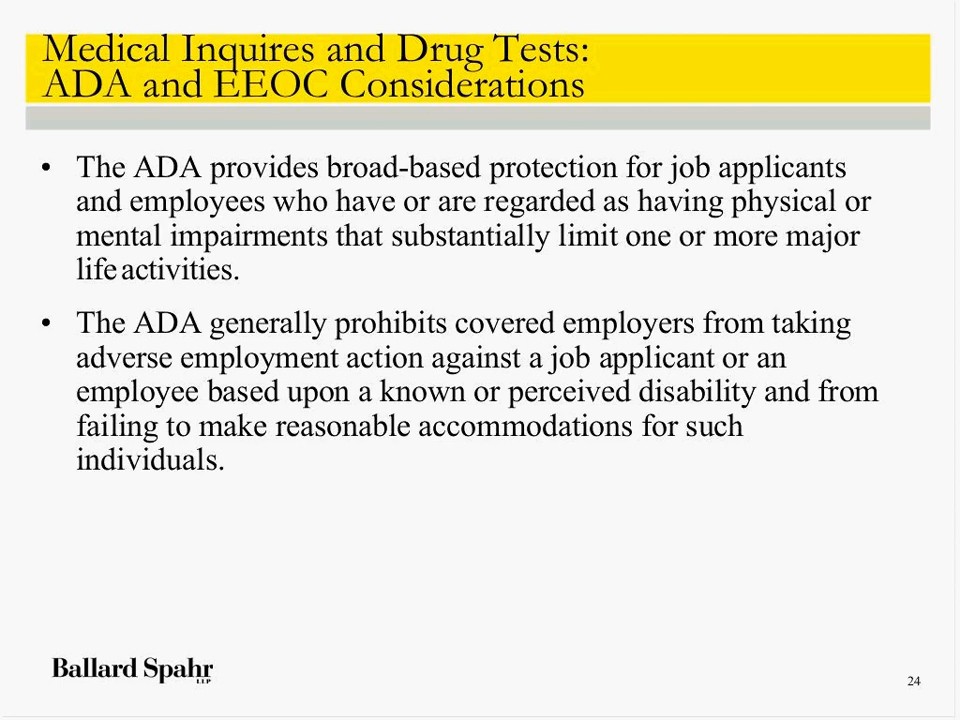 Medical Inquires and Drug Tests:
ADA and EEOC Considerations
• The ADA provides broad-based protection for job applicants
and employees who have or are regarded as having physical or
mental impairments that substantially limit one or more major
life activities.
• The ADA generally prohibits covered employers from taking
adverse employment action against a job applicant or an
employee based upon a known or perceived disability and from
failing to make reasonable accommodations for such
individuals.
Ballard Spahr
LLP
24